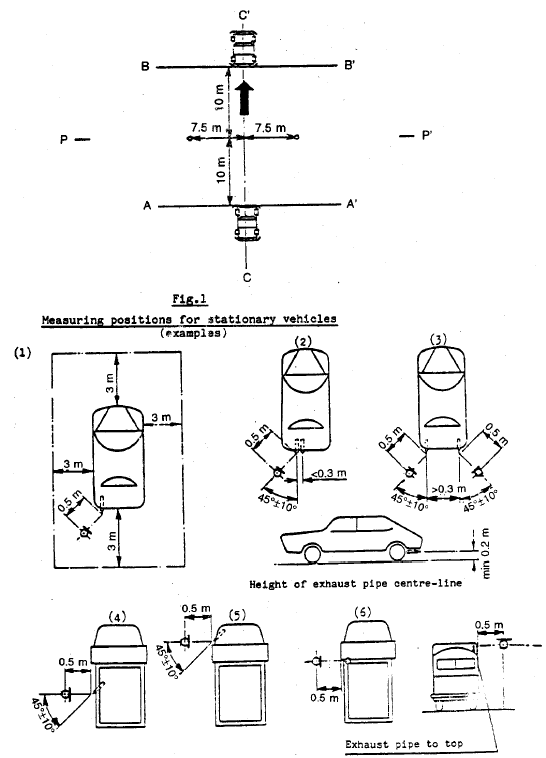 C'
B B'
10 m
7.5 m 7.5 m
P P'
10 m
A A'
C
Fig.1
Measuring positions for stationary vehicles
(examples)
(1) (2) (3)
3 m
3 m
3 m
0.5 m
3 m
0.5 m
<0.3 m
45°±10°
0.5 m 0.5 m
>0.3 m
45°±10° 45°±10°
min 0.2 m
Height of exhaust pipe centre-line
(4) (5) (6)
0.5 m
45°±10°
0.5 m
45°±10°
0.5 m
0.5 m
Exhaust pipe to top